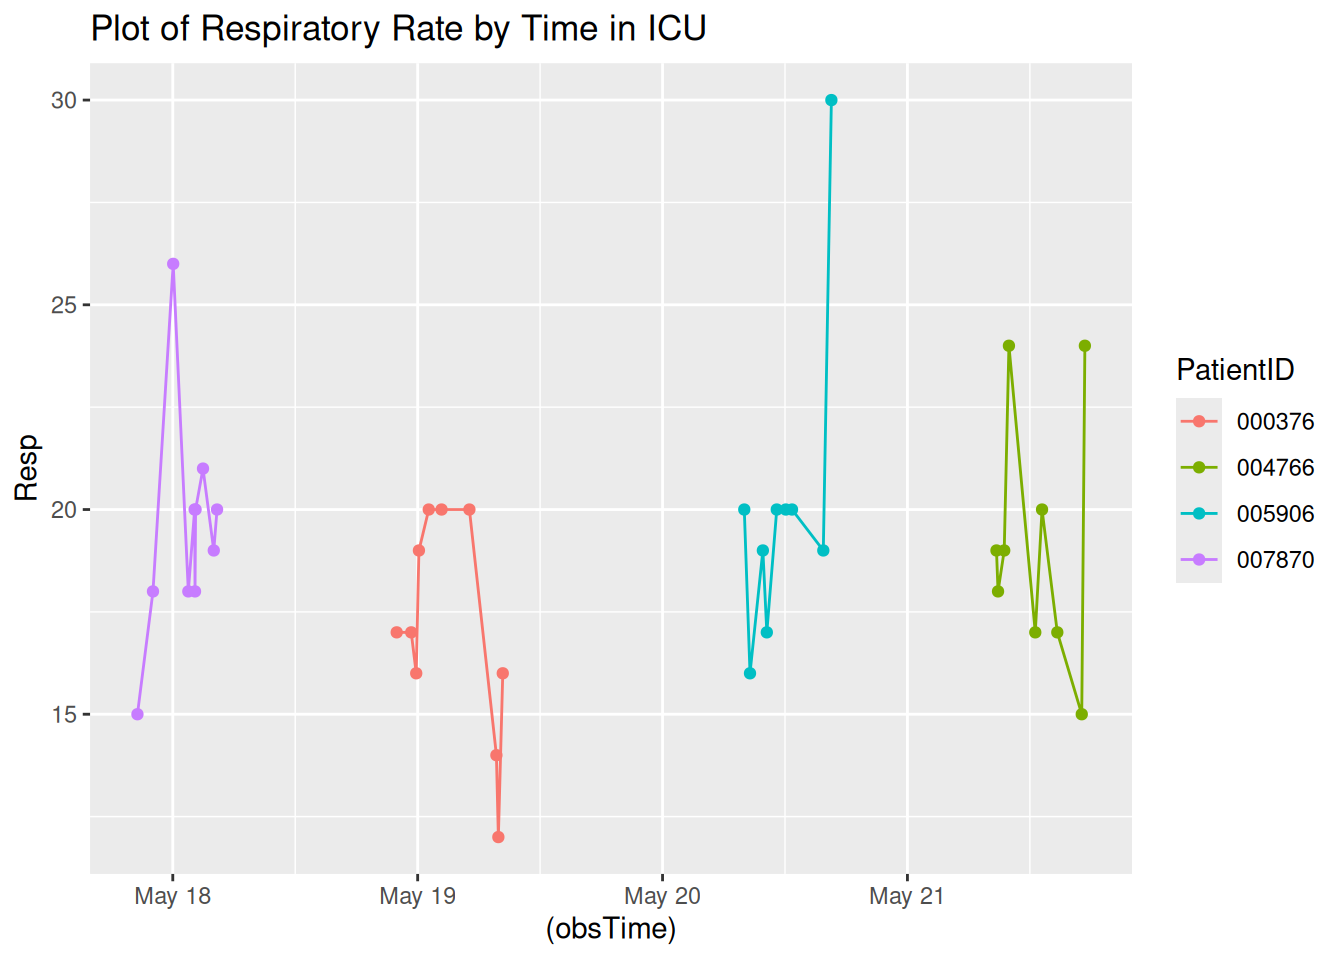 Plot of Respiratory Rate by Time in ICU
30
25
20
15
Resp
May 18
May 19
May 20
May 21
(obsTime)
PatientID
000376
004766
005906
007870